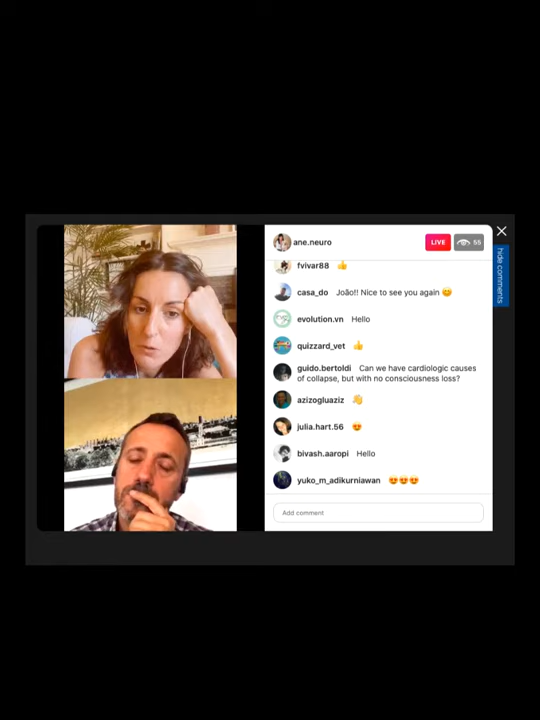 ane.neuro
LIVE
55
hide comments
fvivar88 👍
casa_do João!! Nice to see you again 😊
evolution.vn Hello
quizzard_vet 👍
guido.bertoldi Can we have cardiologic causes
of collapse, but with no consciousness loss?
azizogluaziz 👋
julia.hart.56 😍
bivash.aaropi Hello
yuko_m_adikurniawan 😍😍😍
Add comment